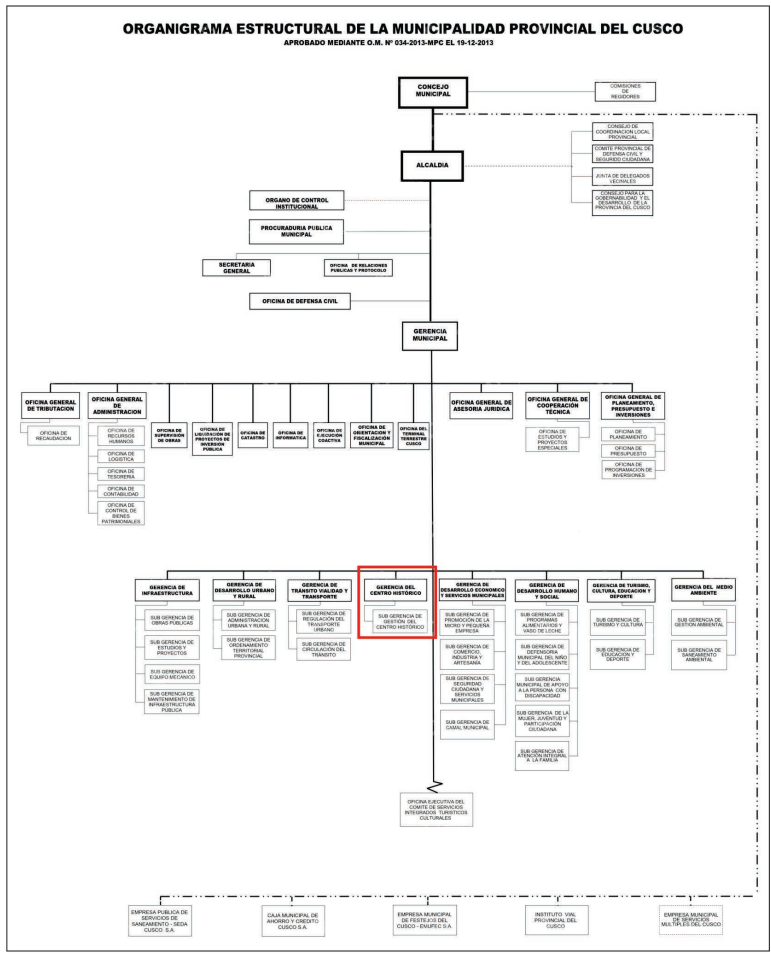 ORGANIGRAMA ESTRUCTURAL DE LA MUNICIPALIDAD PROVINCIAL DEL CUSCO
APROBADO MEDIANTE O.M. Nº 034-2013-MPC EL 19-12-2013
CONCEJO
MUNICIPAL
COMISIONES
DE
REGIDORES
CONSEJO DE
COORDINACION LOCAL
PROVINCIAL
COMITE PROVINCIAL DE
DEFENSA CIVIL Y
SEGURIDO CIUDADANA
JUNTA DE DELEGADOS
VECINALES
CONSEJO PARA LA
GOBERNABILIDAD Y EL
DESARROLLO DE LA
PROVINCIA DEL CUSCO
ALCALDIA
ORGANO DE CONTROL
INSTITUCIONAL
PROCURADURIA PUBLICA
MUNICIPAL
SECRETARIA
GENERAL
OFICINA DE RELACIONES
PUBLICAS Y PROTOCOLO
OFICINA DE DEFENSA CIVIL
GERENCIA
MUNICIPAL
OFICINA GENERAL
DE TRIBUTACION
OFICINA DE
RECAUDACION
OFICINA GENERAL
DE
ADMINISTRACION
OFICINA DE
RECURSOS
HUMANOS
OFICINA DE
LOGISTICA
OFICINA DE
TESORERIA
OFICINA DE
CONTABILIDAD
OFICINA DE
CONTROL DE
BIENES
PATRIMONIALES
OFICINA DE
SUPERVISIÓN
DE OBRAS
OFICINA DE
LIQUIDACIÓN DE
PROYECTOS DE
INVERSIÓN
PÚBLICA
OFICINA DE
CATASTRO
OFICINA DE
INFORMATICA
OFICINA DE
EJECUCIÓN
COACTIVA
OFICINA DE
ORIENTACION Y
FISCALIZACIÓN
MUNICIPAL
OFICINA DEL
TERMINAL
TERRESTRE
CUSCO
OFICINA GENERAL DE
ASESORIA JURIDICA
OFICINA GENERAL DE
COOPERACIÓN
TÉCNICA
OFICINA DE
ESTUDIOS Y
PROYECTOS
ESPECIALES
OFICINA GENERAL DE
PLANEAMIENTO,
PRESUPUESTO E
INVERSIONES
OFICINA DE
PLANEAMIENTO
OFICINA DE
PRESUPUESTO
OFICINA DE
PROGRAMACION DE
INVERSIONES
GERENCIA DE
INFRAESTRUCTURA
SUB GERENCIA DE
OBRAS PÚBLICAS
SUB GERENCIA DE
ESTUDIOS Y
PROYECTOS
SUB GERENCIA DE
EQUIPO MECANICO
SUB GERENCIA DE
MANTENIMIENTO DE
INFRAESTRUCTURA
PÚBLICA
GERENCIA DE
DESARROLLO URBANO
Y RURAL
SUB GERENCIA DE
ADMINISTRACION
URBANA Y RURAL
SUB GERENCIA DE
ORDENAMIENTO
TERRITORIAL
PROVINCIAL
GERENCIA DE
TRÁNSITO VIALIDAD Y
TRANSPORTE
SUB GERENCIA DE
REGULACIÓN DEL
TRANSPORTE
URBANO
SUB GERENCIA DE
CIRCULACIÓN DEL
TRANSITO
GERENCIA DEL
CENTRO HISTÓRICO
SUB GERENCIA DE
GESTIÓN DEL
CENTRO HISTÓRICO
GERENCIA DE
DESARROLLO ECONOMICO
Y SERVICIOS MUNICIPALES
SUB GERENCIA DE
PROMOCIÓN DE LA
MICRO Y PEQUEÑA
EMPRESA
SUB GERENCIA DE
COMERCIO,
INDUSTRIA Y
ARTESANÍA
SUB GERENCIA DE
SEGURIDAD
CIUDADANA Y
SERVICIOS
MUNICIPALES
SUB GERENCIA DE
CAMAL MUNICIPAL
GERENCIA DE
DESARROLLO HUMANO
Y SOCIAL
SUB GERENCIA DE
PROGRAMAS
ALIMENTARIOS Y
VASO DE LECHE
SUB GERENCIA DE
DEFENSORIA
MUNICIPAL DEL NIÑO
Y DEL ADOLESCENTE
SUB GERENCIA
MUNICIPAL DE APOYO
A LA PERSONA CON
DISCAPACIDAD
SUB GERENCIA DE LA
MUJER, JUVENTUD Y
PARTICIPACIÓN
CIUDADANA
SUB GERENCIA DE
ATENCIÓN INTEGRAL
A LA FAMILIA
GERENCIA DE TURISMO,
CULTURA, EDUCACION Y
DEPORTE
SUB GERENCIA DE
TURISMO Y CULTURA
SUB GERENCIA DE
EDUCACIÓN Y
DEPORTE
GERENCIA DEL MEDIO
AMBIENTE
SUB GERENCIA DE
GESTION AMBIENTAL
SUB GERENCIA DE
SANEAMIENTO
AMBIENTAL
OFICINA EJECUTIVA DEL
COMITE DE SERVICIOS
INTEGRADOS TURISTICOS
CULTURALES
EMPRESA PUBLICA DE
SERVICIOS DE
SANEAMIENTO - SEDA
CUSCO S.A.
CAJA MUNICIPAL DE
AHORRO Y CREDITO
CUSCO S.A.
EMPRESA MUNICIPAL
DE FESTEJOS DEL
CUSCO - EMUFEC S.A.
INSTITUTO VIAL
PROVINCIAL DEL
CUSCO
EMPRESA MUNICIPAL
DE SERVICIOS
MULTIPLES DEL CUSCO